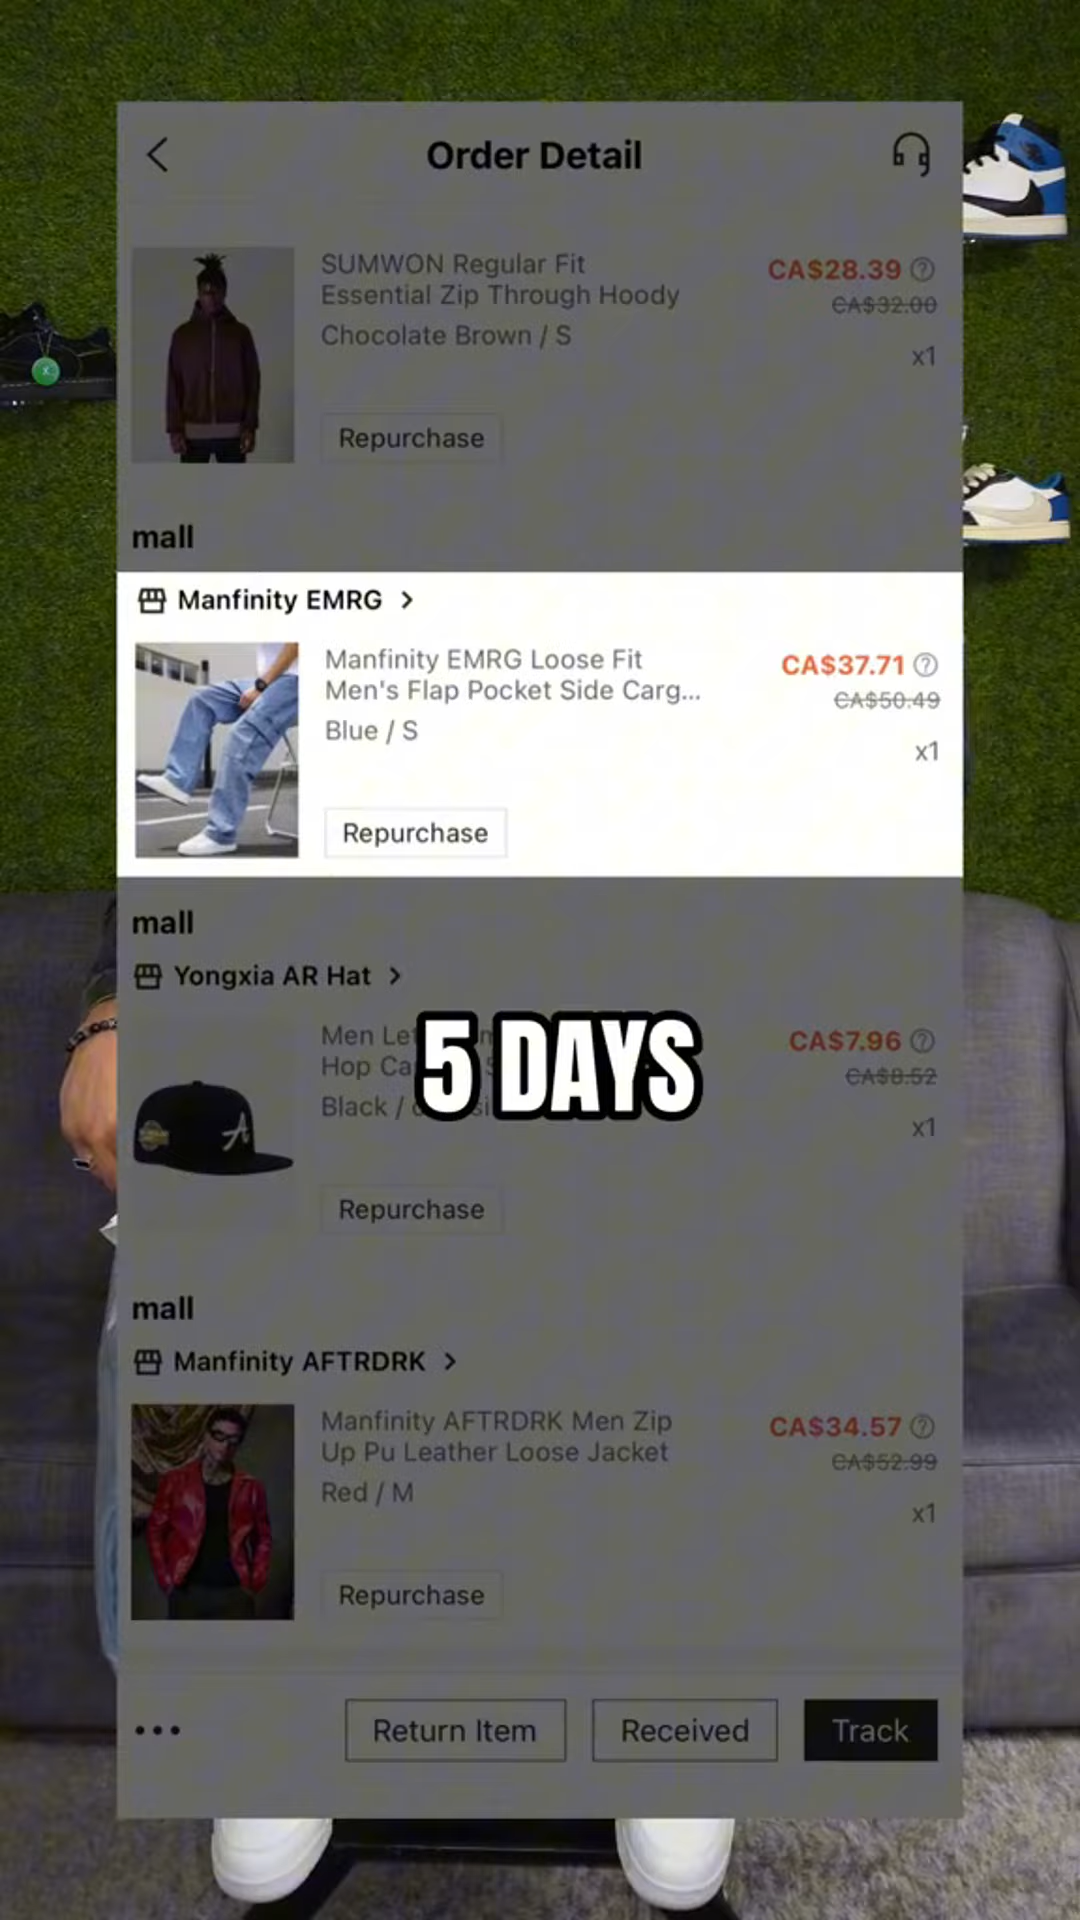 Order Detail
SUMWON Regular Fit
Essential Zip Through Hoody
Chocolate Brown / S
CA$28.39
CA$32.00
x1
Repurchase
mall
Manfinity EMRG >
Manfinity EMRG Loose Fit
Men's Flap Pocket Side Carg...
Blue / S
CA$37.71
CA$50.49
x1
Repurchase
mall
Yongxia AR Hat >
Men
Hop
Black /
CA$7.96
CA$8.52
x1
5 DAYS
Repurchase
mall
Manfinity AFTRDRK >
Manfinity AFTRDRK Men Zip
Up Pu Leather Loose Jacket
Red / M
CA$34.57
CA$52.99
x1
Repurchase
Return Item
Received
Track